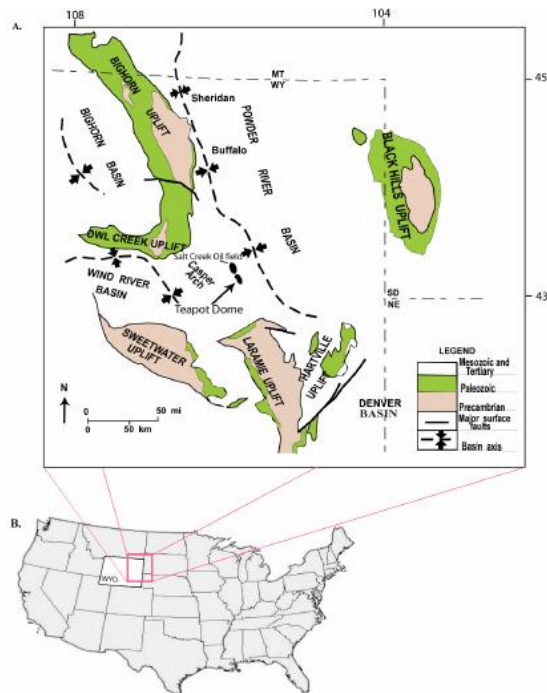 A.
108
104
45
43
MT
WY
SD
NE
BIGHORN
UPLIFT
Sheridan
Buffalo
POWDER
RIVER
BASIN
BIGHORN
BASIN
BLACK HILLS UPLIFT
OWL CREEK UPLIFT
Salt Creek Oil field
Casper
Arch
Teapot Dome
WIND RIVER
BASIN
SWEETWATER
UPLIFT
LARAMIE UPLIFT
HARTVILLE
UPLIFT
DENVER
BASIN
N
0 50 mi
0 50 km
LEGEND
Mesozoic and
Tertiary
Paleozoic
Precambrian
Major surface
faults
Basin axis
B.
WYO.